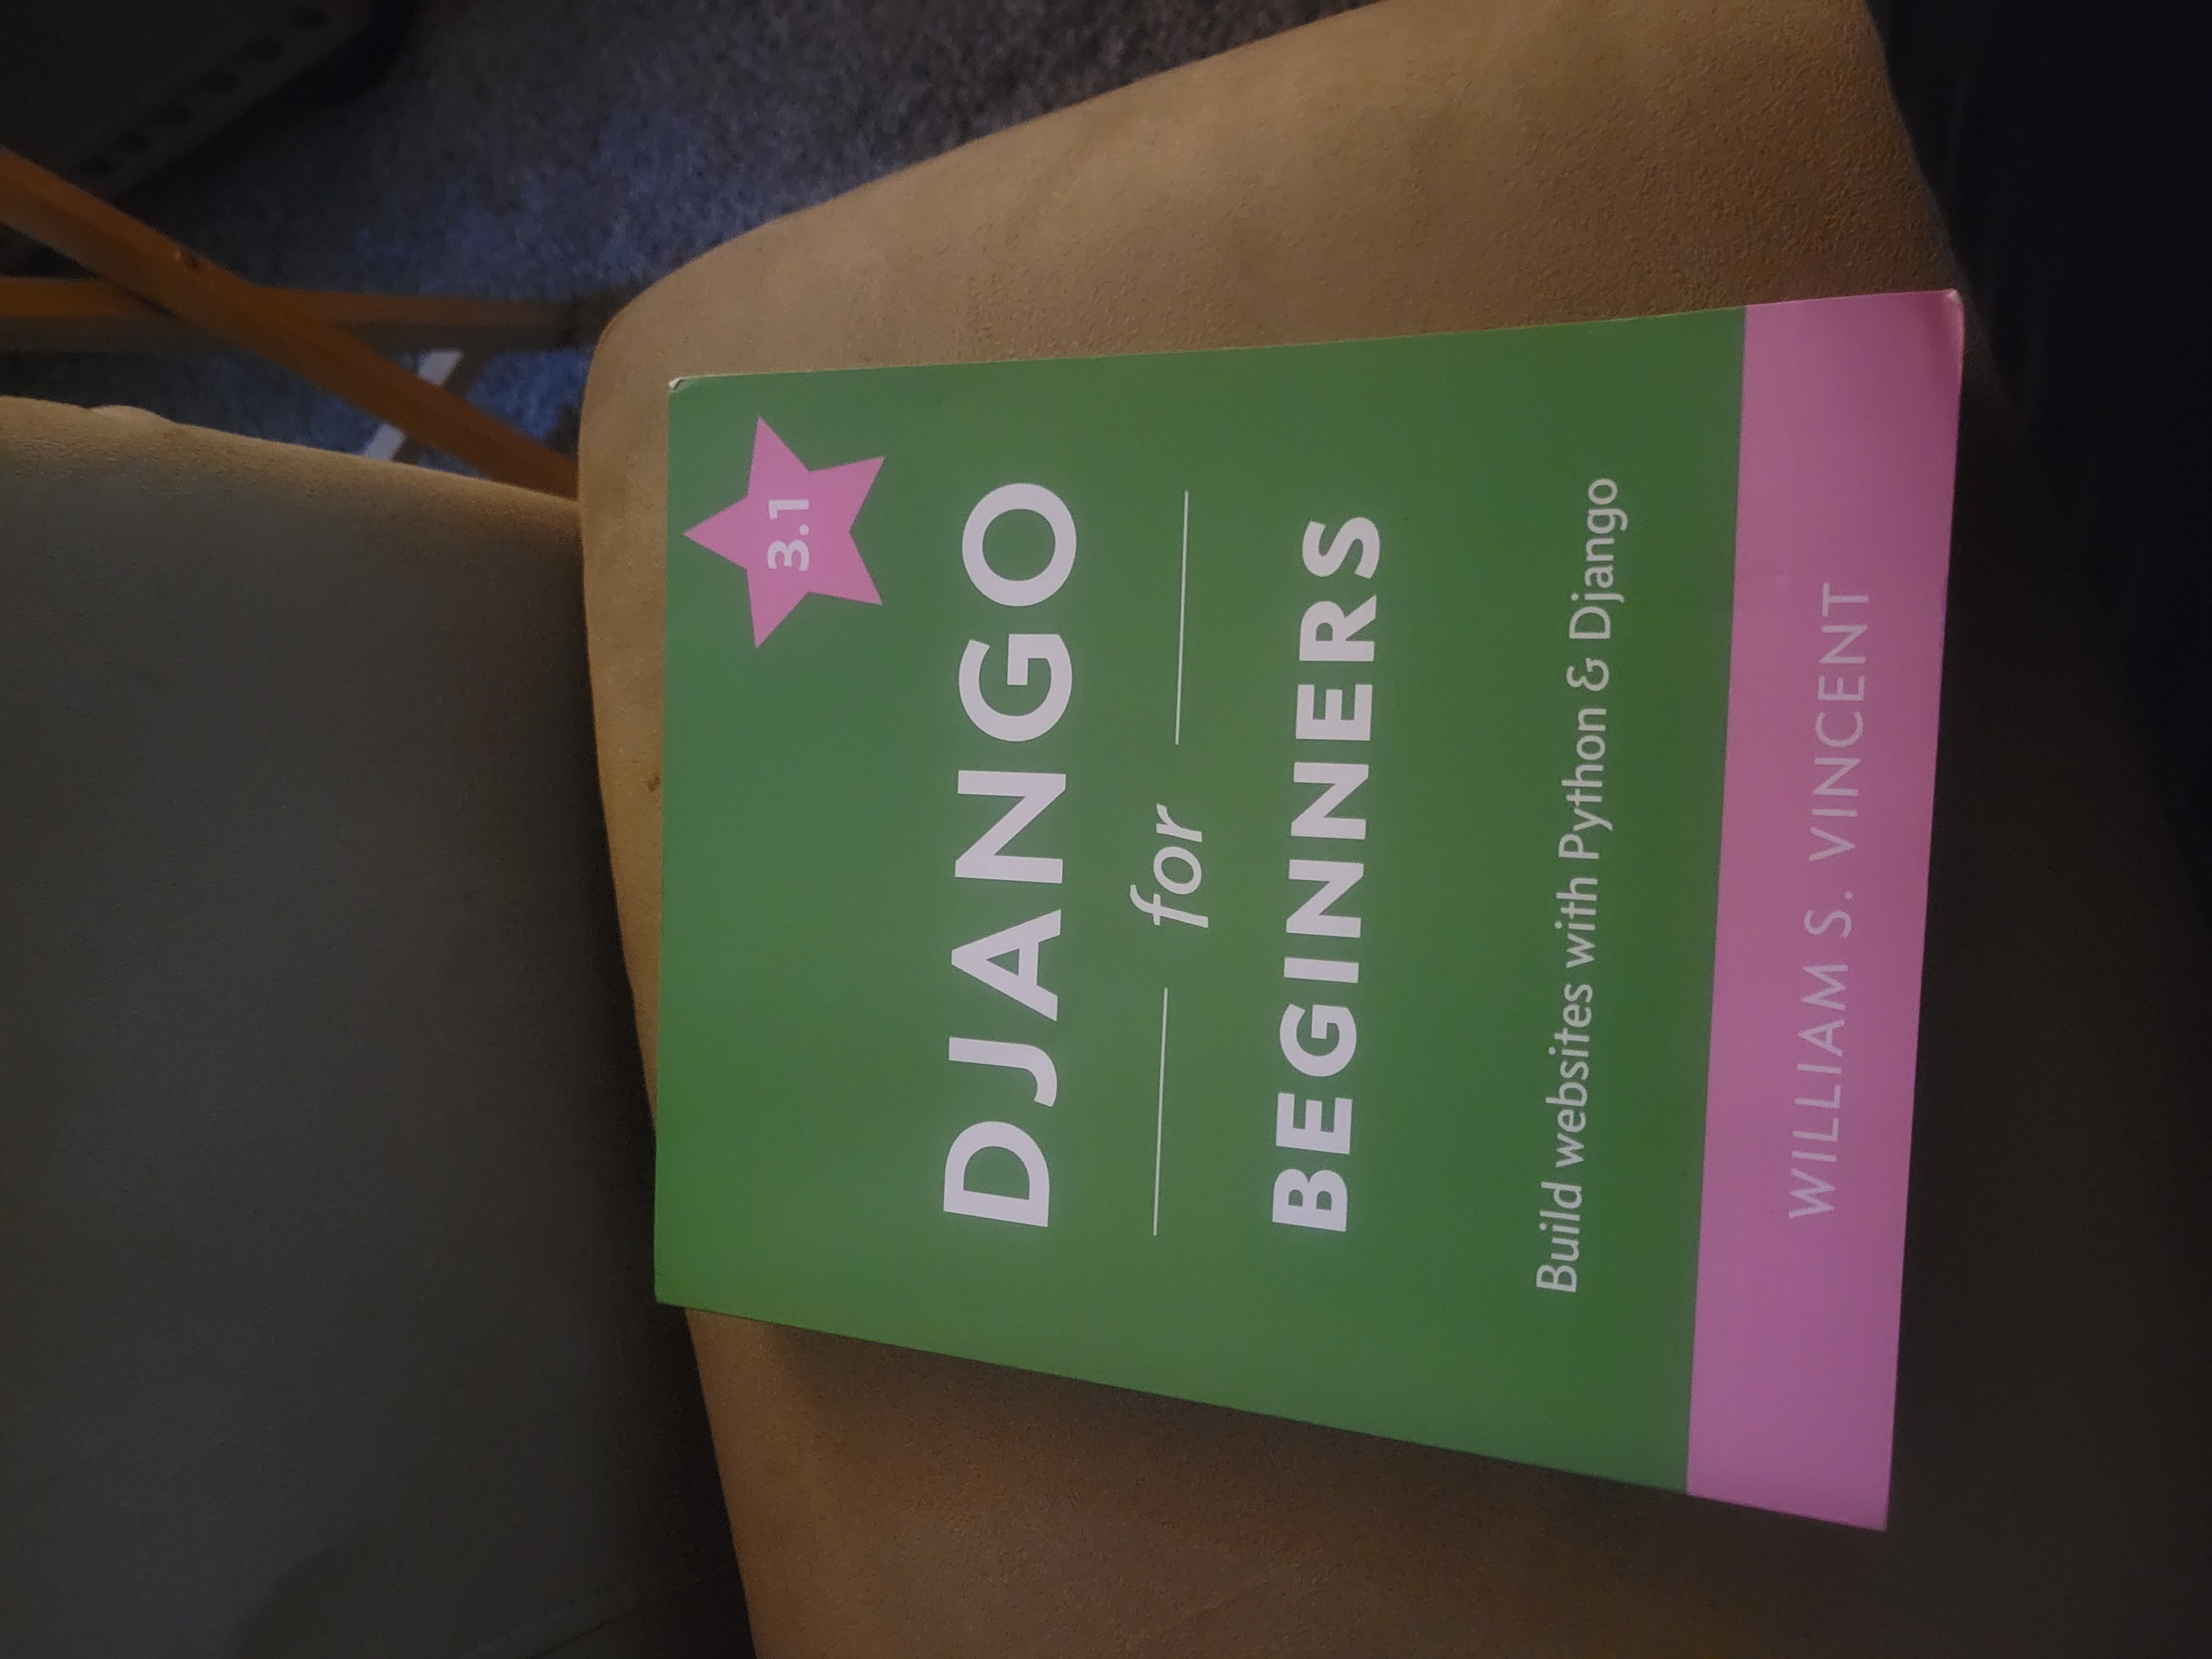 3.1
DJANGO
for
BEGINNERS
Build websites with Python & Django
WILLIAM S. VINCENT